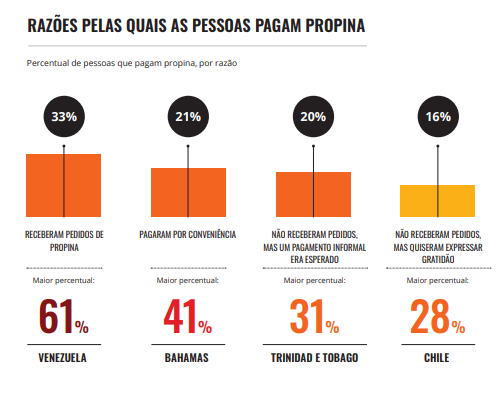 RAZÕES PELAS QUAIS AS PESSOAS PAGAM PROPINA
Percentual de pessoas que pagam propina, por razão
33%
21%
20%
16%
RECEBERAM PEDIDOS DE
PROPINA
PAGARAM POR CONVENIÊNCIA
NÃO RECEBERAM PEDIDOS,
MAS UM PAGAMENTO INFORMAL
ERA ESPERADO
NÃO RECEBERAM PEDIDOS,
MAS QUISERAM EXPRESSAR
GRATIDÃO
Maior percentual:
Maior percentual:
Maior percentual:
Maior percentual:
61%
41%
31%
28%
VENEZUELA
BAHAMAS
TRINIDAD E TOBAGO
CHILE